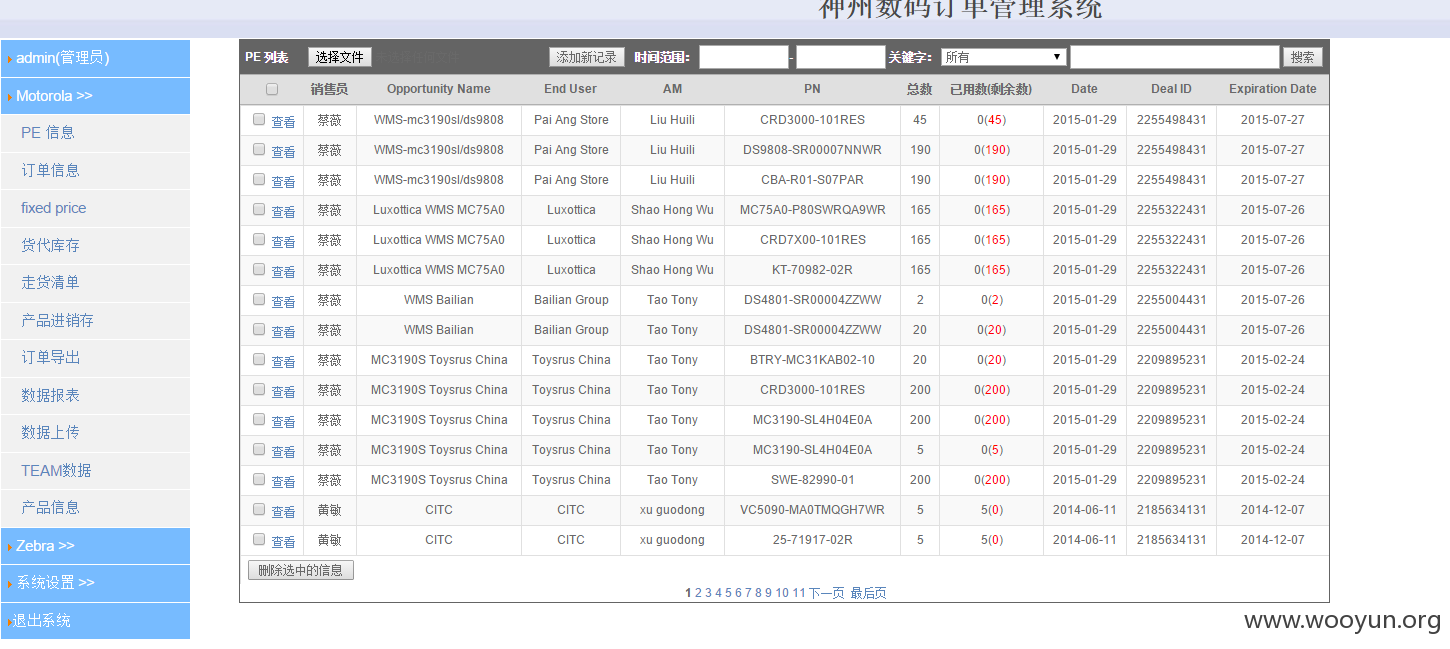 神州数码订单管理系统
admin(管理员)
Motorola >>
PE 信息
订单信息
fixed price
货代库存
走货清单
产品进销存
订单导出
数据报表
数据上传
TEAM数据
产品信息
Zebra >>
系统设置 >>
退出系统
PE 列表 选择文件 添加新记录 时间范围: - 关键字: 所有 搜索
销售员 Opportunity Name End User AM PN 总数 已用数(剩余数) Date Deal ID Expiration Date
查看 蔡薇 WMS-mc3190sl/ds9808 Pai Ang Store Liu Huili CRD3000-101RES 45 0(45) 2015-01-29 2255498431 2015-07-27
查看 蔡薇 WMS-mc3190sl/ds9808 Pai Ang Store Liu Huili DS9808-SR00007NNWR 190 0(190) 2015-01-29 2255498431 2015-07-27
查看 蔡薇 WMS-mc3190sl/ds9808 Pai Ang Store Liu Huili CBA-R01-S07PAR 190 0(190) 2015-01-29 2255498431 2015-07-27
查看 蔡薇 Luxottica WMS MC75A0 Luxottica Shao Hong Wu MC75A0-P80SWRQA9WR 165 0(165) 2015-01-29 2255322431 2015-07-26
查看 蔡薇 Luxottica WMS MC75A0 Luxottica Shao Hong Wu CRD7X00-101RES 165 0(165) 2015-01-29 2255322431 2015-07-26
查看 蔡薇 Luxottica WMS MC75A0 Luxottica Shao Hong Wu KT-70982-02R 165 0(165) 2015-01-29 2255322431 2015-07-26
查看 蔡薇 WMS Bailian Bailian Group Tao Tony DS4801-SR00004ZZWW 2 0(2) 2015-01-29 2255004431 2015-07-26
查看 蔡薇 WMS Bailian Bailian Group Tao Tony DS4801-SR00004ZZWW 20 0(20) 2015-01-29 2255004431 2015-07-26
查看 蔡薇 MC3190S Toysrus China Toysrus China Tao Tony BTRY-MC31KAB02-10 20 0(20) 2015-01-29 2209895231 2015-02-24
查看 蔡薇 MC3190S Toysrus China Toysrus China Tao Tony CRD3000-101RES 200 0(200) 2015-01-29 2209895231 2015-02-24
查看 蔡薇 MC3190S Toysrus China Toysrus China Tao Tony MC3190-SL4H04E0A 200 0(200) 2015-01-29 2209895231 2015-02-24
查看 蔡薇 MC3190S Toysrus China Toysrus China Tao Tony MC3190-SL4H04E0A 5 0(5) 2015-01-29 2209895231 2015-02-24
查看 蔡薇 MC3190S Toysrus China Toysrus China Tao Tony SWE-82990-01 200 0(200) 2015-01-29 2209895231 2015-02-24
查看 黄敏 CITC CITC xu guodong VC5090-MA0TMQGH7WR 5 5(0) 2014-06-11 2185634131 2014-12-07
查看 黄敏 CITC CITC xu guodong 25-71917-02R 5 5(0) 2014-06-11 2185634131 2014-12-07
删除选中的信息
1 2 3 4 5 6 7 8 9 10 11 下一页 最后页
www.wooyun.org